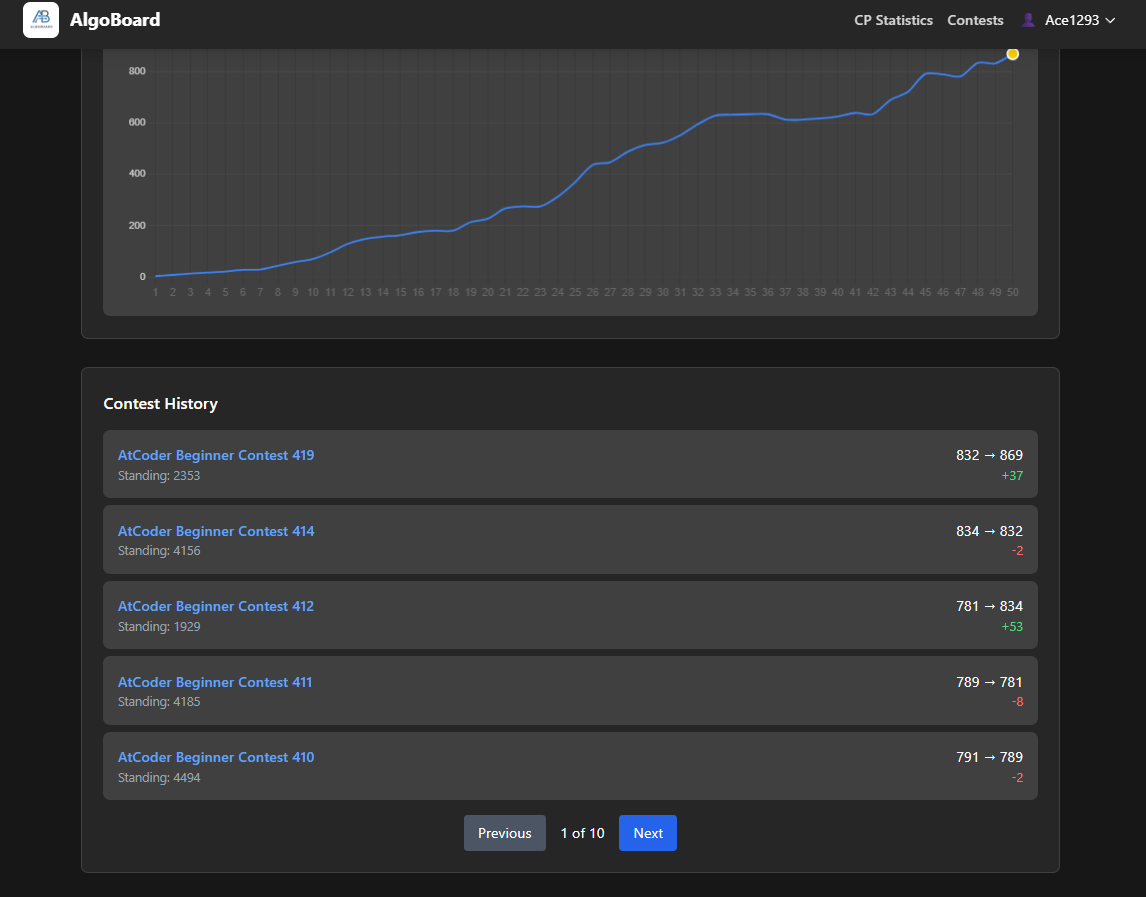 AB
ALGOBOARD
AlgoBoard
CP Statistics
Contests
Ace1293
800
600
400
200
0
1 2 3 4 5 6 7 8 9 10 11 12 13 14 15 16 17 18 19 20 21 22 23 24 25 26 27 28 29 30 31 32 33 34 35 36 37 38 39 40 41 42 43 44 45 46 47 48 49 50
Contest History
AtCoder Beginner Contest 419
832 → 869
Standing: 2353
+37
AtCoder Beginner Contest 414
834 → 832
Standing: 4156
-2
AtCoder Beginner Contest 412
781 → 834
Standing: 1929
+53
AtCoder Beginner Contest 411
789 → 781
Standing: 4185
-8
AtCoder Beginner Contest 410
791 → 789
Standing: 4494
-2
Previous
1 of 10
Next